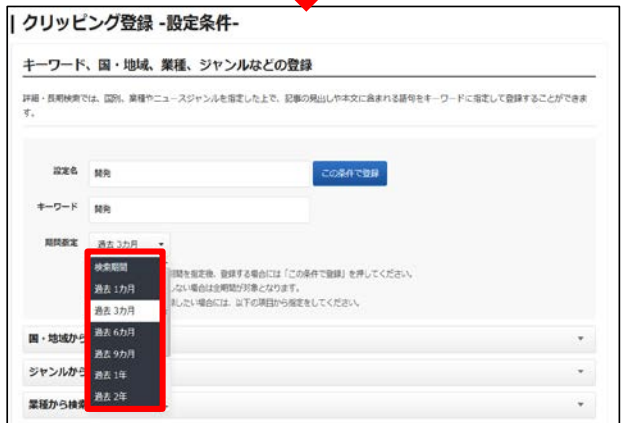 クリッピング登録 -設定条件-
キーワード、国・地域、業種、ジャンルなどの登録
詳細・長期検索では、国別、業種やニュースジャンルを指定した上で、記事の見出しや本文に含まれる語句をキーワードに指定して登録することができま
す。
設定名 開発 この条件で登録
キーワード 開発
期間指定 過去 3カ月
検索期間
間を指定後、登録する場合には「この条件で登録」を押してください。
過去 1カ月
しない場合は全期間が対象となります。
過去 3カ月
したい場合には、以下の項目から指定をしてください。
過去 6カ月
国・地域から
過去 9カ月
ジャンルから
過去 1年
過去 2年
業種から検索